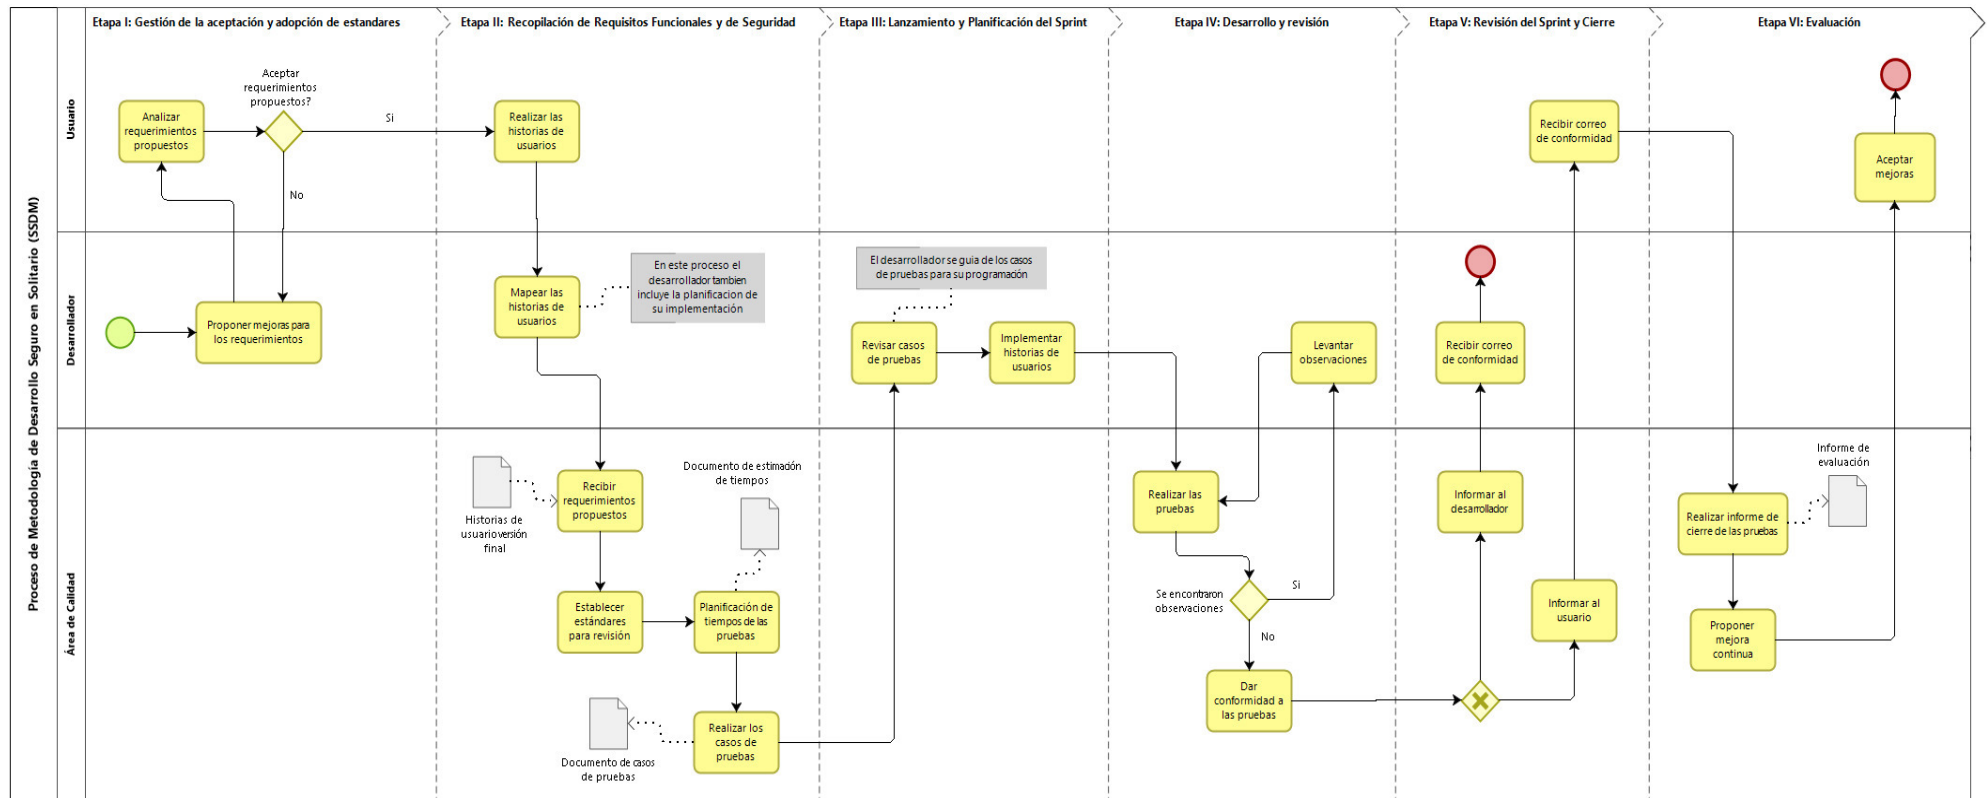 Proceso de Metodología de Desarrollo Seguro en Solitario (SSDM)
Etapa I: Gestión de la aceptación y adopción de estandares
Etapa II: Recopilación de Requisitos Funcionales y de Seguridad
Etapa III: Lanzamiento y Planificación del Sprint
Etapa IV: Desarrollo y revisión
Etapa V: Revisión del Sprint y Cierre
Etapa VI: Evaluación
Usuario
Analizar
requerimientos
propuestos
Aceptar
requerimientos
propuestos?
Si
No
Realizar las
historias de
usuarios
Recibir correo
de conformidad
Aceptar
mejoras
Desarrollador
Proponer mejoras para
los requerimientos
Mapear las
historias de
usuarios
En este proceso el
desarrollador tambien
incluye la planificacion de
su implementación
El desarrollador se guia de los casos
de pruebas para su programación
Revisar casos
de pruebas
Implementar
historias de
usuarios
Levantar
observaciones
Recibir correo
de conformidad
Área de Calidad
Historias de
usuario versión
final
Recibir
requerimientos
propuestos
Documento de estimación
de tiempos
Establecer
estándares
para revisión
Planificación de
tiempos de las
pruebas
Documento de casos
de pruebas
Realizar los
casos de
pruebas
Realizar las
pruebas
Se encontraron
observaciones
Si
No
Dar
conformidad a
las pruebas
Informar al
desarrollador
Informar al
usuario
Informe de
evaluación
Realizar informe de
cierre de las pruebas
Proponer
mejora
continua